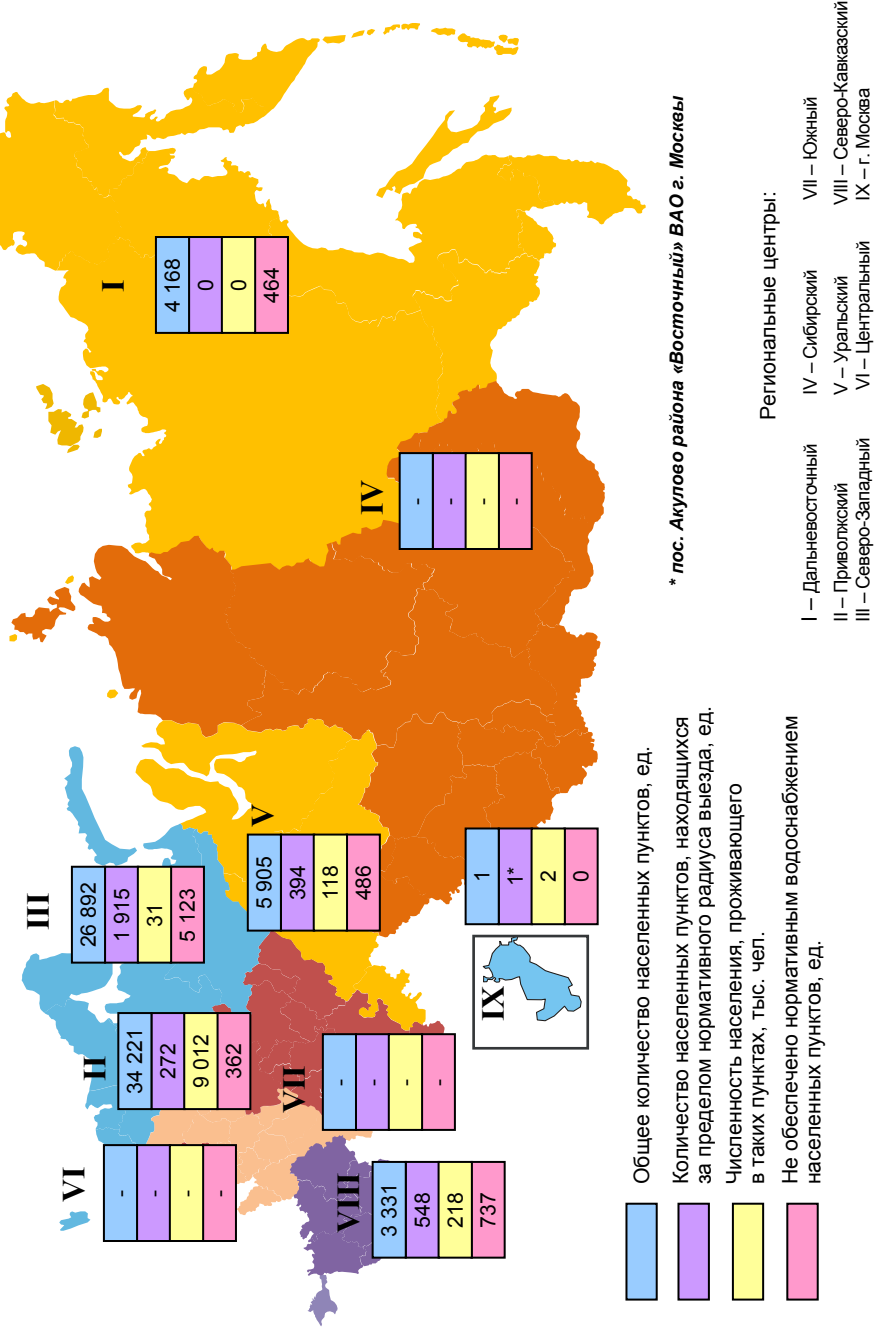 I
4 168
0
0
464
II
34 221
272
9 012
362
III
26 892
1 915
31
5 123
IV
-
-
-
-
V
5 905
394
118
486
VI
-
-
-
-
VII
-
-
-
-
VIII
3 331
548
218
737
IX
1
1*
2
0
* пос. Акулово района «Восточный» ВАО г. Москвы
Общее количество населенных пунктов, ед.
Количество населенных пунктов, находящихся
за пределом нормативного радиуса выезда, ед.
Численность населения, проживающего
в таких пунктах, тыс. чел.
Не обеспечено нормативным водоснабжением
населенных пунктов, ед.
Региональные центры:
I – Дальневосточный
II – Приволжский
III – Северо-Западный
IV – Сибирский
V – Уральский
VI – Центральный
VII – Южный
VIII – Северо-Кавказский
IX – г. Москва